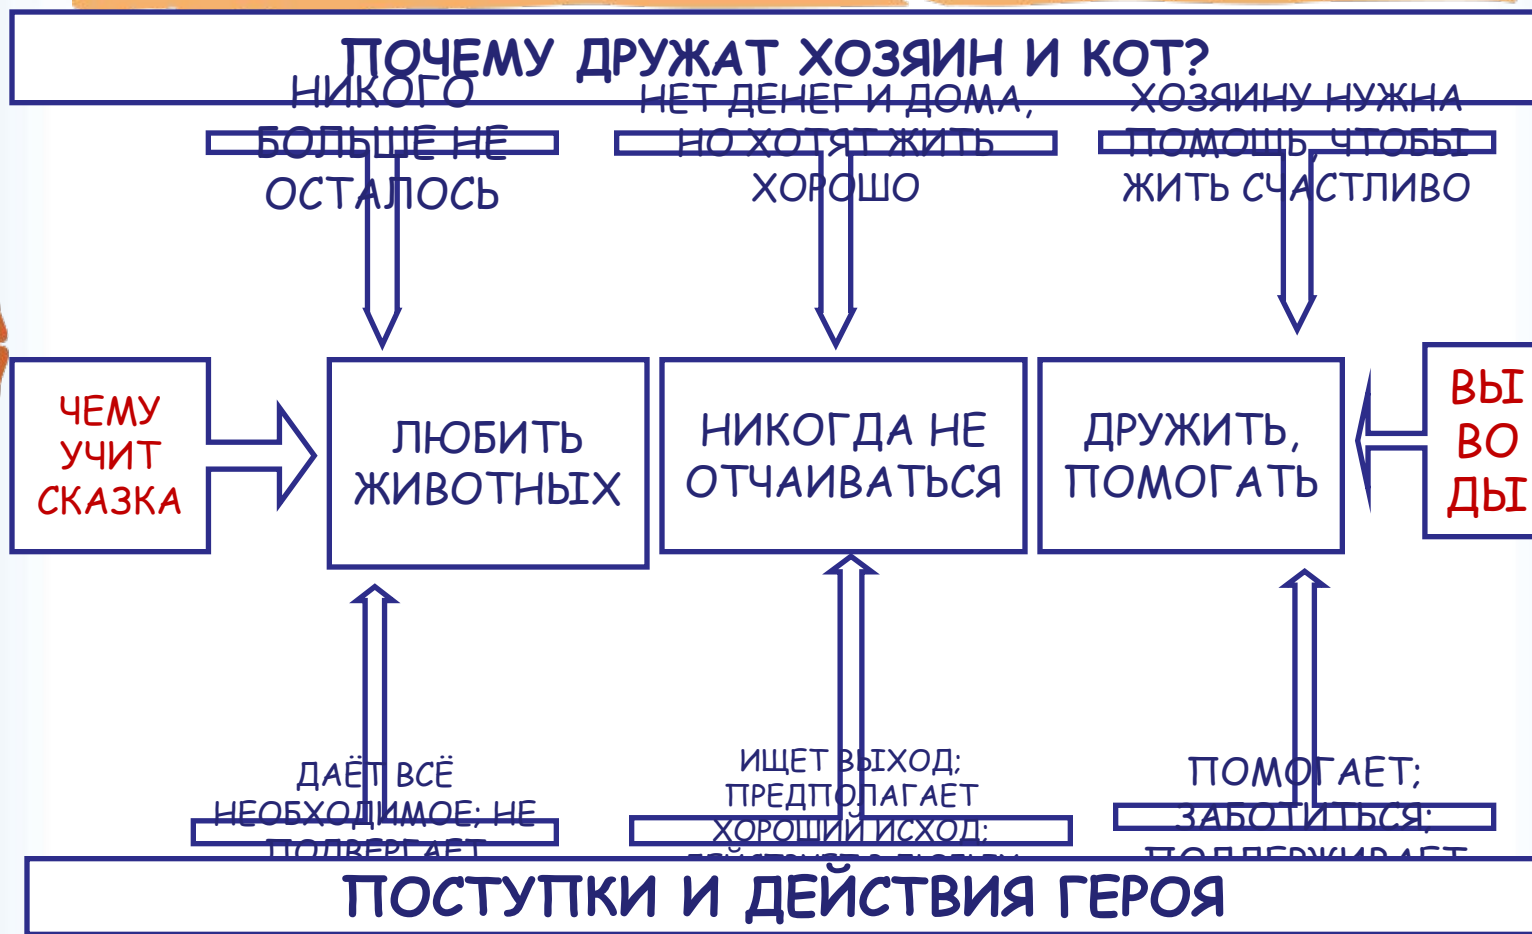 ПОЧЕМУ ДРУЖАТ ХОЗЯИН И КОТ?
НИКОГО
БОЛЬШЕ НЕ
ОСТАЛОСЬ
НЕТ ДЕНЕГ И ДОМА,
НО ХОТЯТ ЖИТЬ
ХОРОШО
ХОЗЯИНУ НУЖНА
ПОМОЩЬ, ЧТОБЫ
ЖИТЬ СЧАСТЛИВО
ЧЕМУ
УЧИТ
СКАЗКА
ЛЮБИТЬ
ЖИВОТНЫХ
НИКОГДА НЕ
ОТЧАИВАТЬСЯ
ДРУЖИТЬ,
ПОМОГАТЬ
ВЫ
ВО
ДЫ
ДАЁТ ВСЁ
НЕОБХОДИМОЕ; НЕ
ПОДВЕРГАЕТ
ИЩЕТ ВЫХОД;
ПРЕДПОЛАГАЕТ
ХОРОШИЙ ИСХОД;
ПОМОГАЕТ;
ЗАБОТИТЬСЯ;
ПОДДЕРЖИВАЕТ
ПОСТУПКИ И ДЕЙСТВИЯ ГЕРОЯ